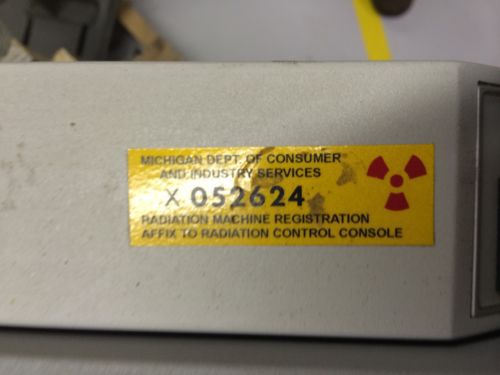 MICHIGAN DEPT. OF CONSUMER
AND INDUSTRY SERVICES
X 052624
RADIATION MACHINE REGISTRATION
AFFIX TO RADIATION CONTROL CONSOLE